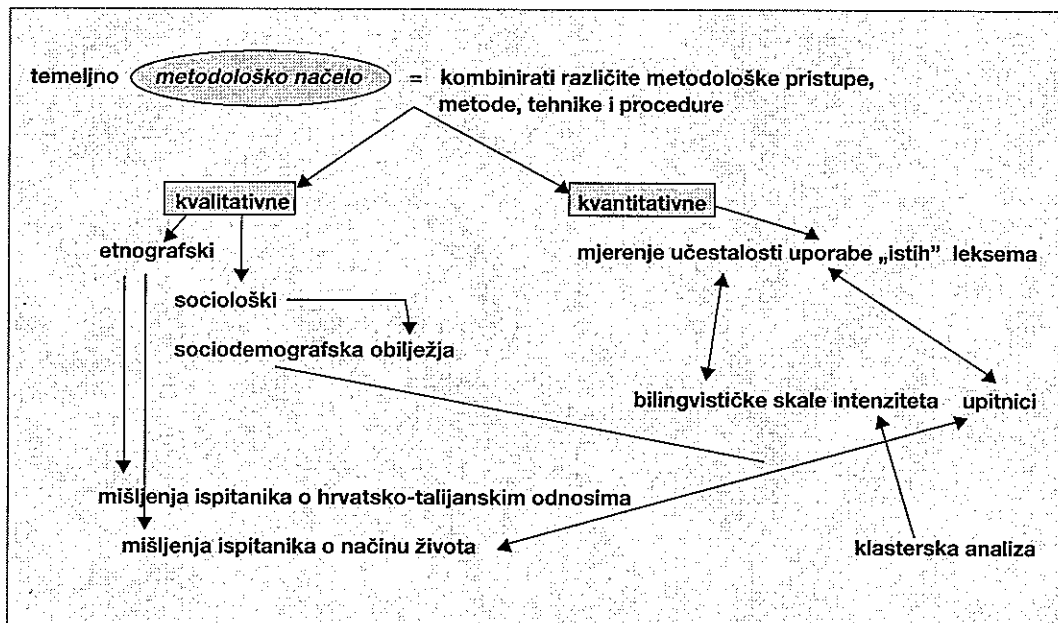 temeljno metodološko načelo = kombinirati različite metodološke pristupe,
metode, tehnike i procedure
kvalitativne
kvantitativne
etnografski
mjerenje učestalosti uporabe „istih” leksema
sociološki
sociodemografska obilježja
bilingvističke skale intenziteta
upitnici
mišljenja ispitanika o hrvatsko-talijanskim odnosima
mišljenja ispitanika o načinu života
klasterska analiza